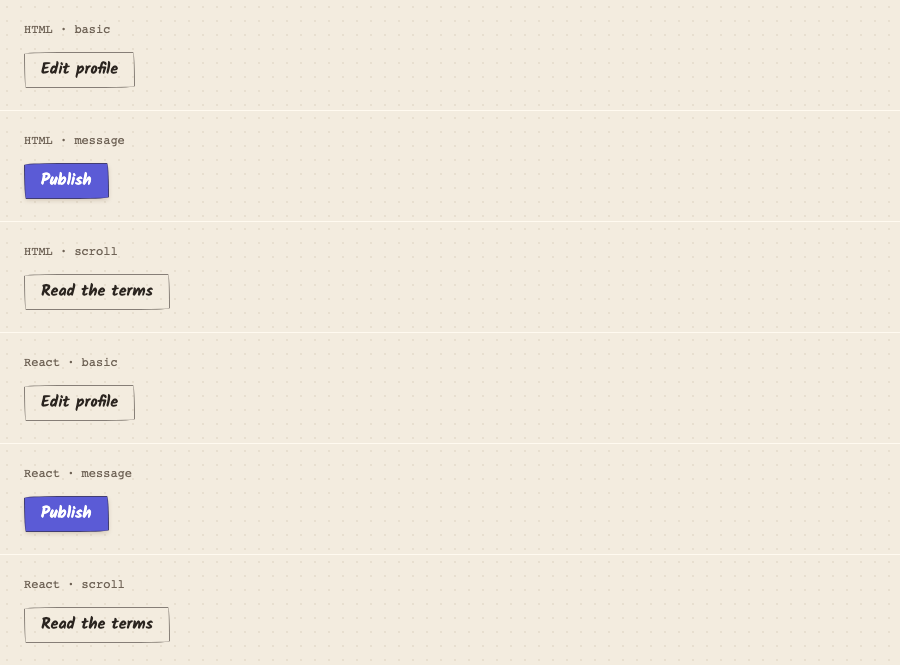 HTML · basic
Edit profile
HTML · message
Publish
HTML · scroll
Read the terms
React · basic
Edit profile
React · message
Publish
React · scroll
Read the terms